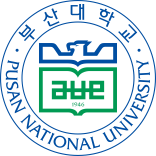 부산대학교
PUSAN NATIONAL UNIVERSITY
1946